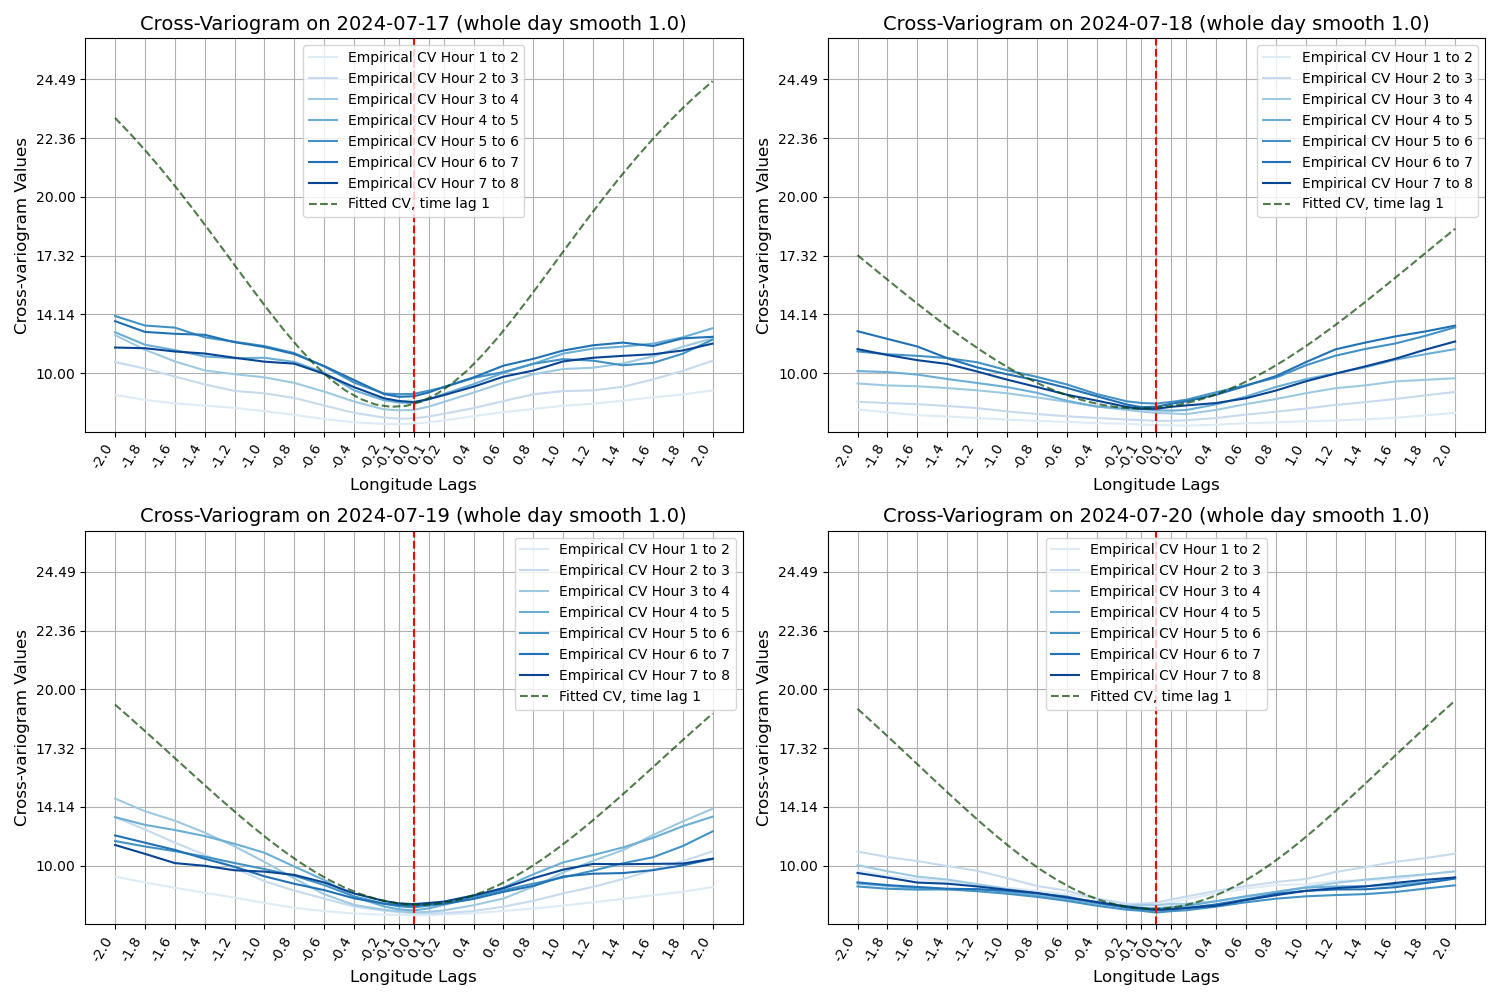 Cross-Variogram on 2024-07-17 (whole day smooth 1.0)
Cross-variogram Values
24.49
22.36
20.00
17.32
14.14
10.00
Empirical CV Hour 1 to 2
Empirical CV Hour 2 to 3
Empirical CV Hour 3 to 4
Empirical CV Hour 4 to 5
Empirical CV Hour 5 to 6
Empirical CV Hour 6 to 7
Empirical CV Hour 7 to 8
Fitted CV, time lag 1
-2.0 -1.8 -1.6 -1.4 -1.2 -1.0 -0.8 -0.6 -0.4 -0.2 -0.1 0.0 0.1 0.2 0.4 0.6 0.8 1.0 1.2 1.4 1.6 1.8 2.0
Longitude Lags
Cross-Variogram on 2024-07-18 (whole day smooth 1.0)
Cross-variogram Values
24.49
22.36
20.00
17.32
14.14
10.00
Empirical CV Hour 1 to 2
Empirical CV Hour 2 to 3
Empirical CV Hour 3 to 4
Empirical CV Hour 4 to 5
Empirical CV Hour 5 to 6
Empirical CV Hour 6 to 7
Empirical CV Hour 7 to 8
Fitted CV, time lag 1
-2.0 -1.8 -1.6 -1.4 -1.2 -1.0 -0.8 -0.6 -0.4 -0.2 -0.1 0.0 0.1 0.2 0.4 0.6 0.8 1.0 1.2 1.4 1.6 1.8 2.0
Longitude Lags
Cross-Variogram on 2024-07-19 (whole day smooth 1.0)
Cross-variogram Values
24.49
22.36
20.00
17.32
14.14
10.00
Empirical CV Hour 1 to 2
Empirical CV Hour 2 to 3
Empirical CV Hour 3 to 4
Empirical CV Hour 4 to 5
Empirical CV Hour 5 to 6
Empirical CV Hour 6 to 7
Empirical CV Hour 7 to 8
Fitted CV, time lag 1
-2.0 -1.8 -1.6 -1.4 -1.2 -1.0 -0.8 -0.6 -0.4 -0.2 -0.1 0.0 0.1 0.2 0.4 0.6 0.8 1.0 1.2 1.4 1.6 1.8 2.0
Longitude Lags
Cross-Variogram on 2024-07-20 (whole day smooth 1.0)
Cross-variogram Values
24.49
22.36
20.00
17.32
14.14
10.00
Empirical CV Hour 1 to 2
Empirical CV Hour 2 to 3
Empirical CV Hour 3 to 4
Empirical CV Hour 4 to 5
Empirical CV Hour 5 to 6
Empirical CV Hour 6 to 7
Empirical CV Hour 7 to 8
Fitted CV, time lag 1
-2.0 -1.8 -1.6 -1.4 -1.2 -1.0 -0.8 -0.6 -0.4 -0.2 -0.1 0.0 0.1 0.2 0.4 0.6 0.8 1.0 1.2 1.4 1.6 1.8 2.0
Longitude Lags